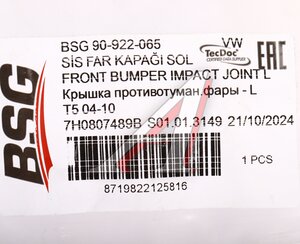 BSG
BSG 90-922-065
VW
TecDoc
EAC
SİS FAR KAPAĞI SOL
FRONT BUMPER IMPACT JOINT L
Крышка противотуман.фары - L
T5 04-10
7H0807489B S01.01.3149 21/10/2024
1 PCS
8719822125816